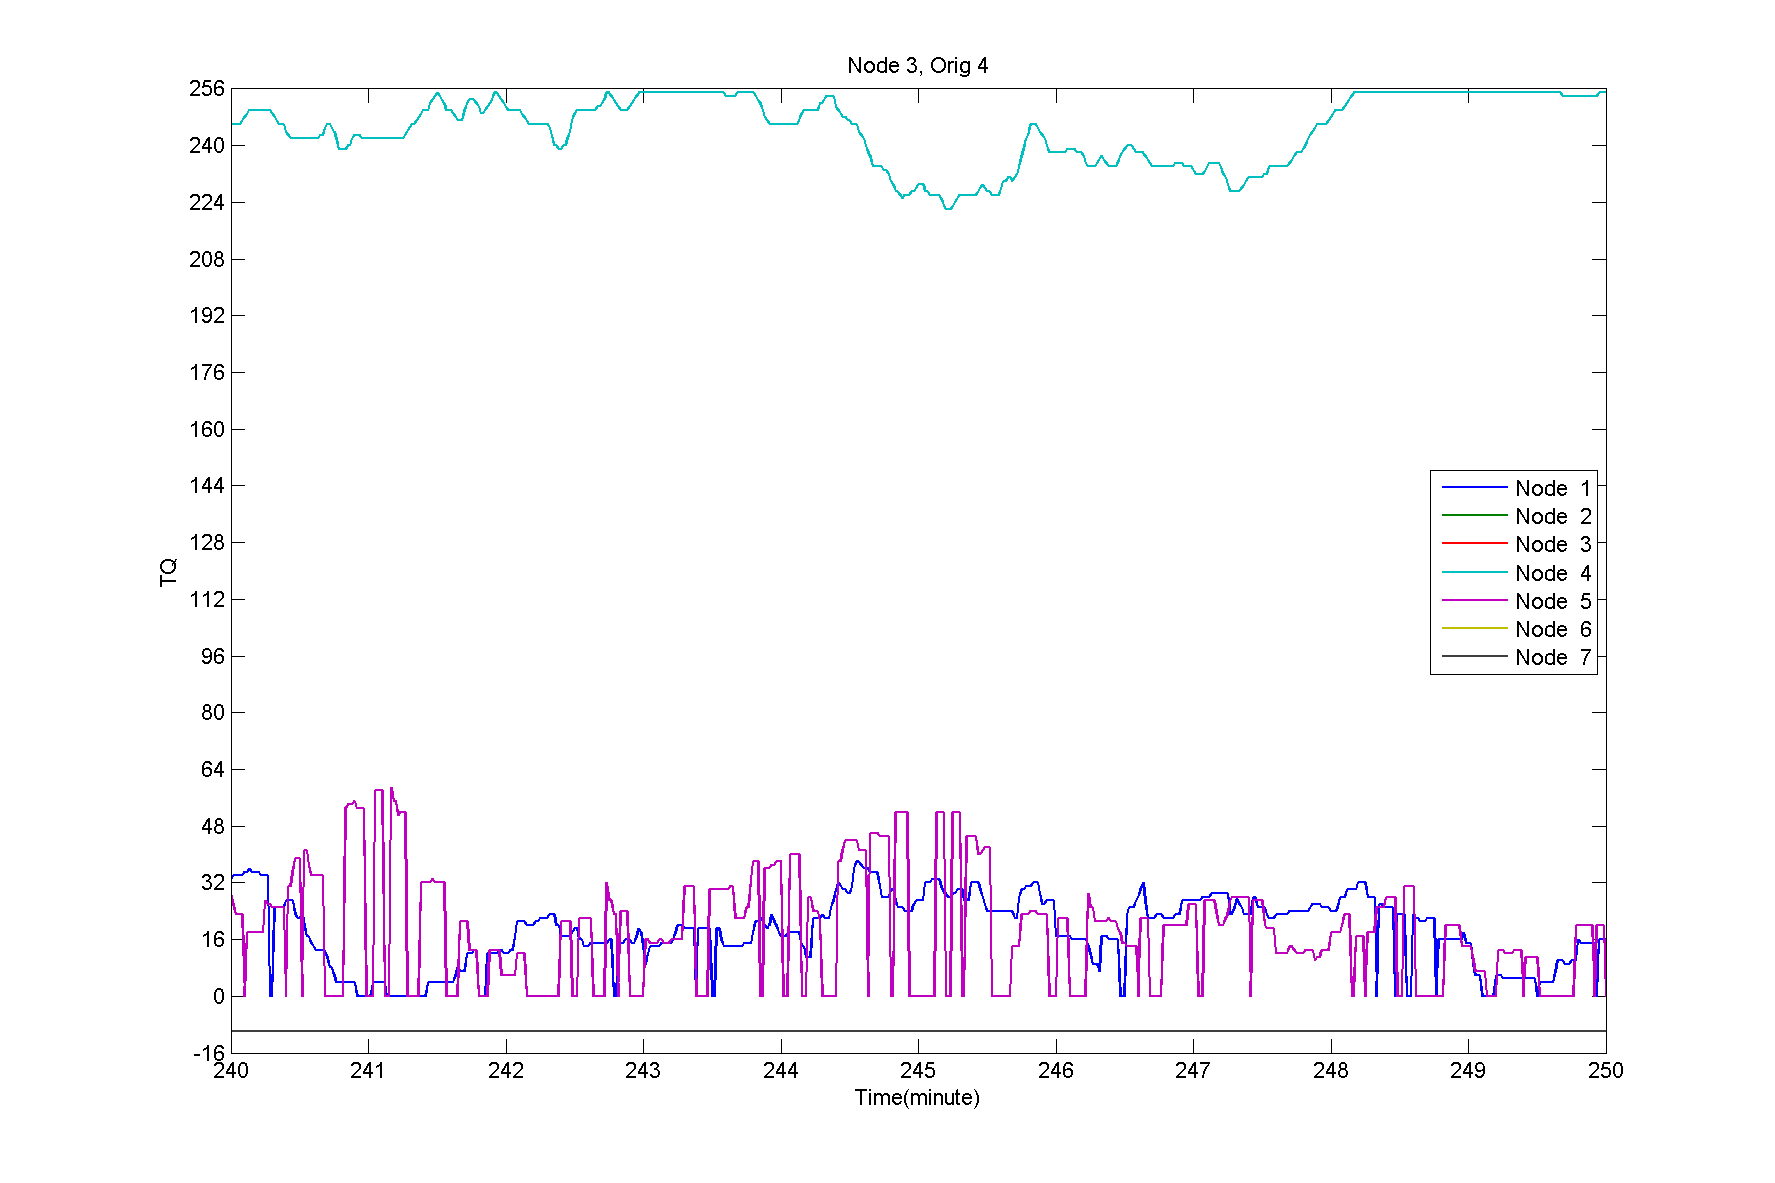 Node 3, Orig 4
256
240
224
208
192
176
160
144
128
112
96
80
64
48
32
16
0
-16
TQ
Node 1
Node 2
Node 3
Node 4
Node 5
Node 6
Node 7
240 241 242 243 244 245 246 247 248 249 250
Time(minute)